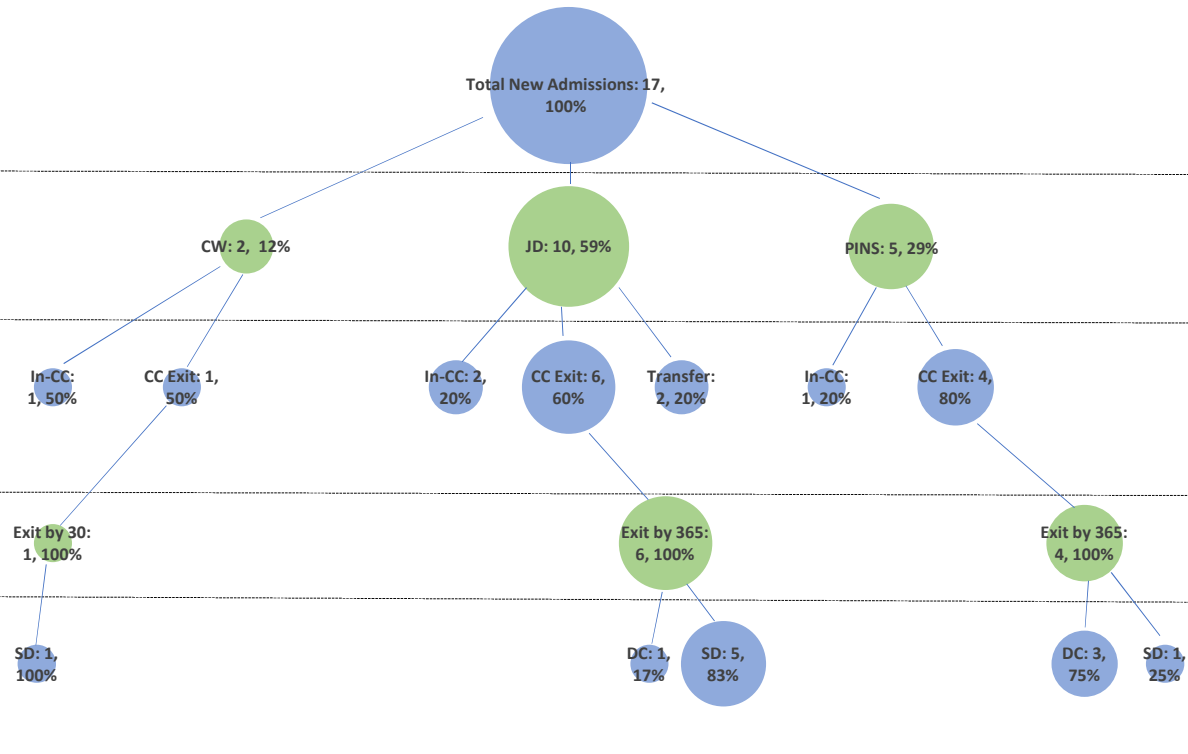 Total New Admissions: 17,
100%
CW: 2,  12%
JD: 10, 59%
PINS: 5, 29%
In-CC:
1, 50%
CC Exit: 1,
50%
In-CC: 2,
20%
CC Exit: 6,
60%
Transfer:
2, 20%
In-CC:
1, 20%
CC Exit: 4,
80%
Exit by 30:
1, 100%
Exit by 365:
6, 100%
Exit by 365:
4, 100%
SD: 1,
100%
DC: 1,
17%
SD: 5,
83%
DC: 3,
75%
SD: 1,
25%